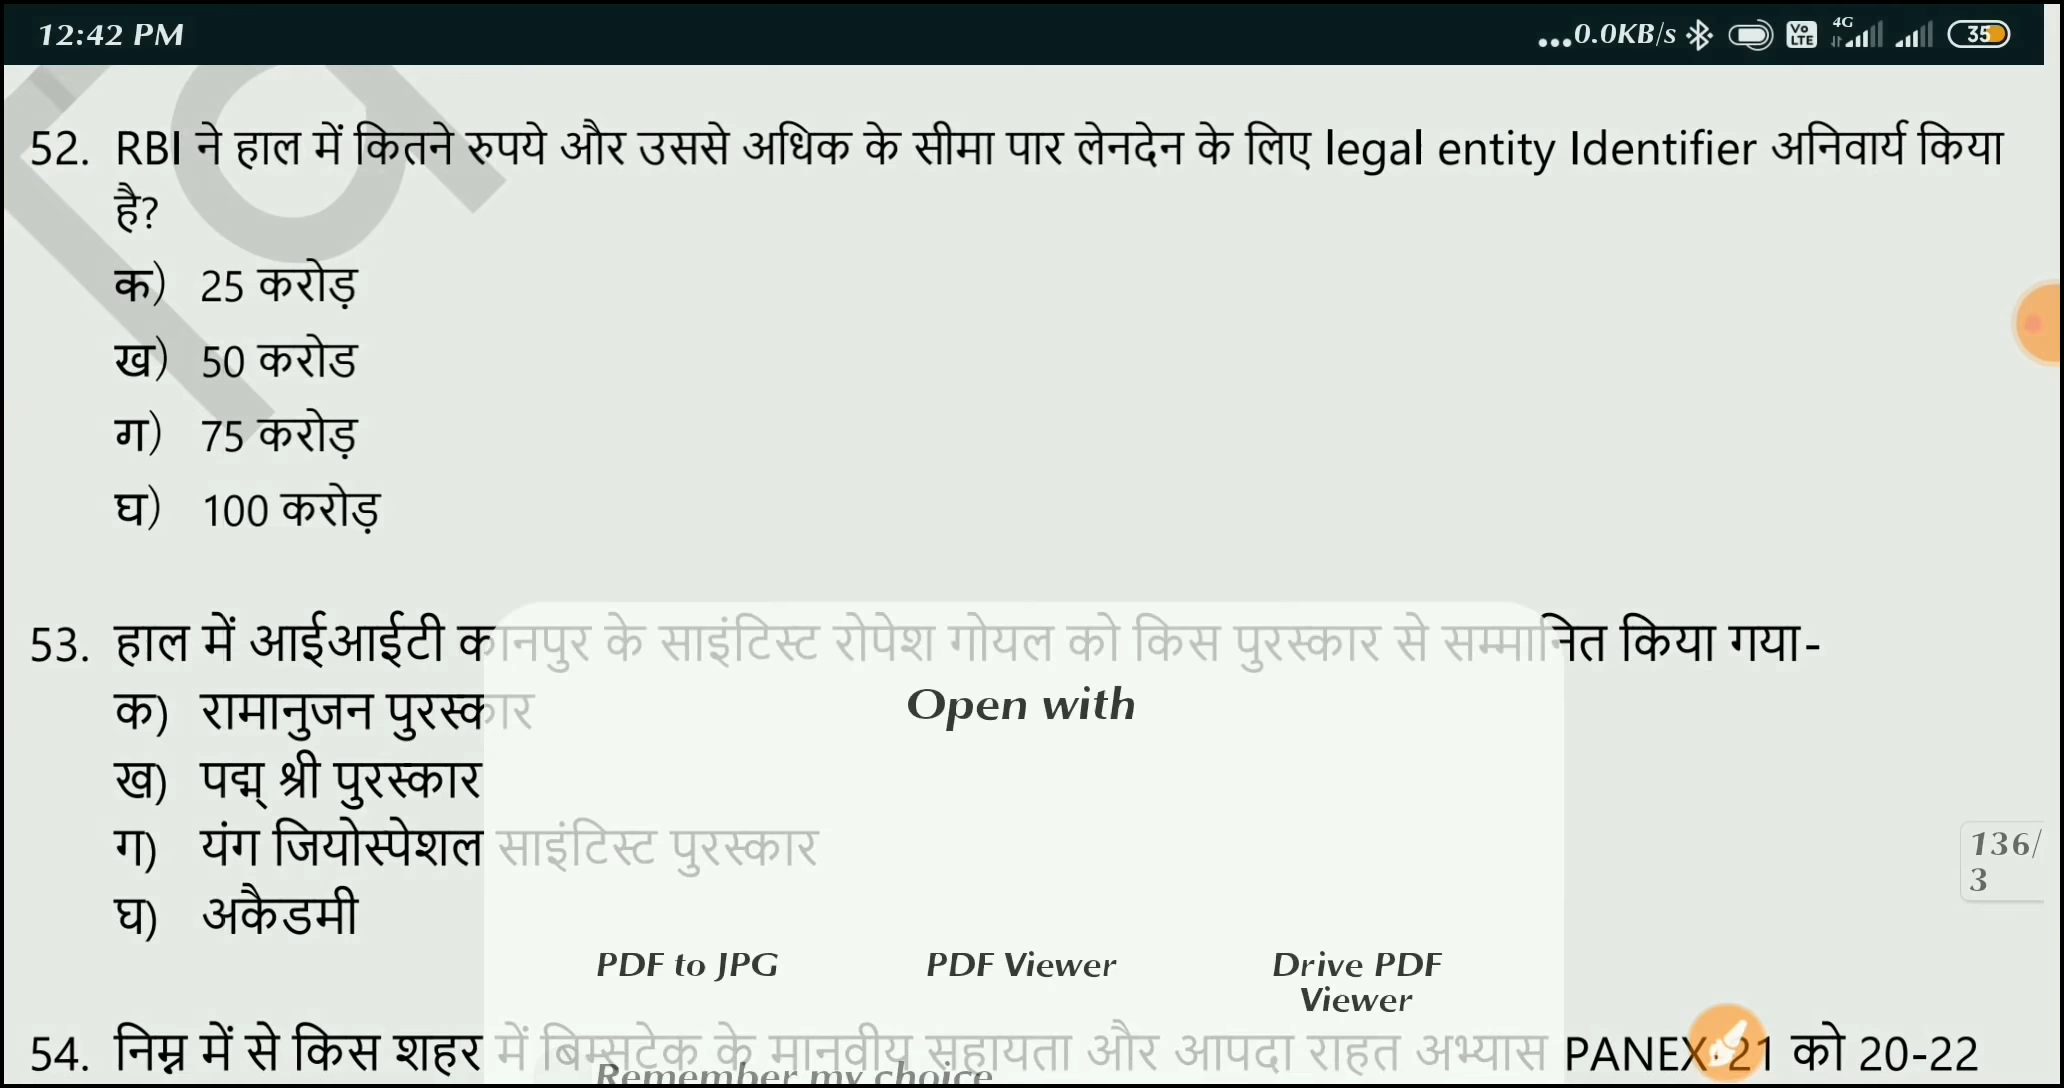 12:42 PM
...0.0KB/s Vo LTE 4G 35
52. RBI ने हाल में कितने रुपये और उससे अधिक के सीमा पार लेनदेन के लिए legal entity Identifier अनिवार्य किया
है?
क) 25 करोड़
ख) 50 करोड
ग) 75 करोड़
घ) 100 करोड़
53. हाल में आईआईटी कानपुर के साइंटिस्ट रोपेश गोयल को किस पुरस्कार से सम्मानित किया गया-
क) रामानुजन पुरस्कार
Open with
ख) पद्म् श्री पुरस्कार
ग) यंग जियोस्पेशल साइंटिस्ट पुरस्कार
136/
3
घ) अकैडमी
PDF to JPG
PDF Viewer
Drive PDF
Viewer
54. निम्न में से किस शहर में बिम्सटेक के मानवीय सहायता और आपदा राहत अभ्यास PANEX-21 को 20-22
Remember my choice